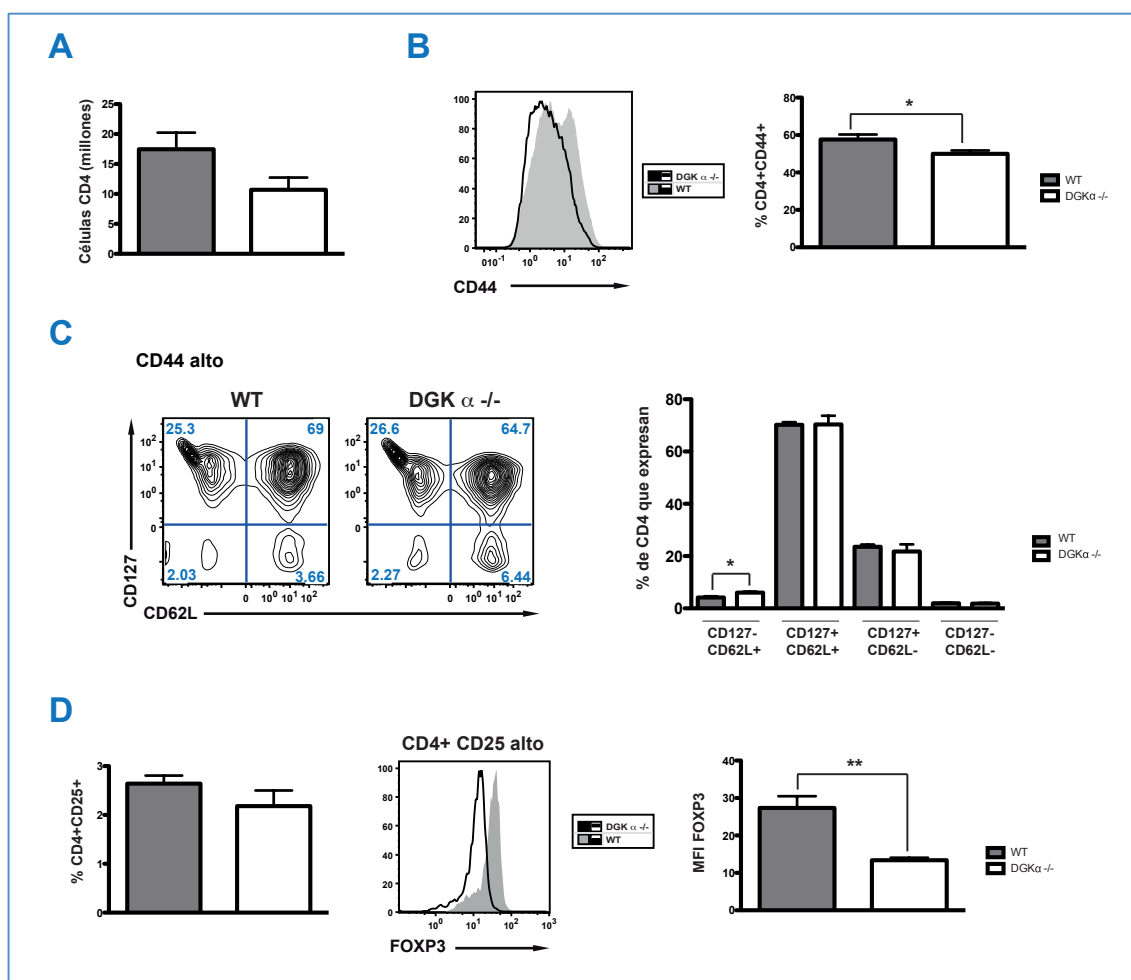 A
Células CD4 (millones)
25
20
15
10
5
0
B
100
80
60
40
20
0
010⁻¹ 10⁰ 10¹ 10²
CD44
DGK α -/-
WT
% CD4+CD44+
80
60
40
20
0
*
WT
DGKα -/-
C
CD44 alto
WT
DGK α -/-
25.3 69
2.03 3.66
26.6 64.7
2.27 6.44
10²
10¹
10⁰
0
10²
10¹
10⁰
0
0 10⁰ 10¹ 10²
0 10⁰ 10¹ 10²
CD127
CD62L
% de CD4 que expresan
80
60
40
20
0
*
CD127- CD127+ CD127+ CD127-
CD62L+ CD62L+ CD62L- CD62L-
WT
DGKα -/-
D
% CD4+CD25+
3
2
1
0
CD4+ CD25 alto
100
80
60
40
20
0
10⁰ 10¹ 10² 10³
FOXP3
DGK α -/-
WT
MFI FOXP3
40
30
20
10
0
**
WT
DGKα -/-